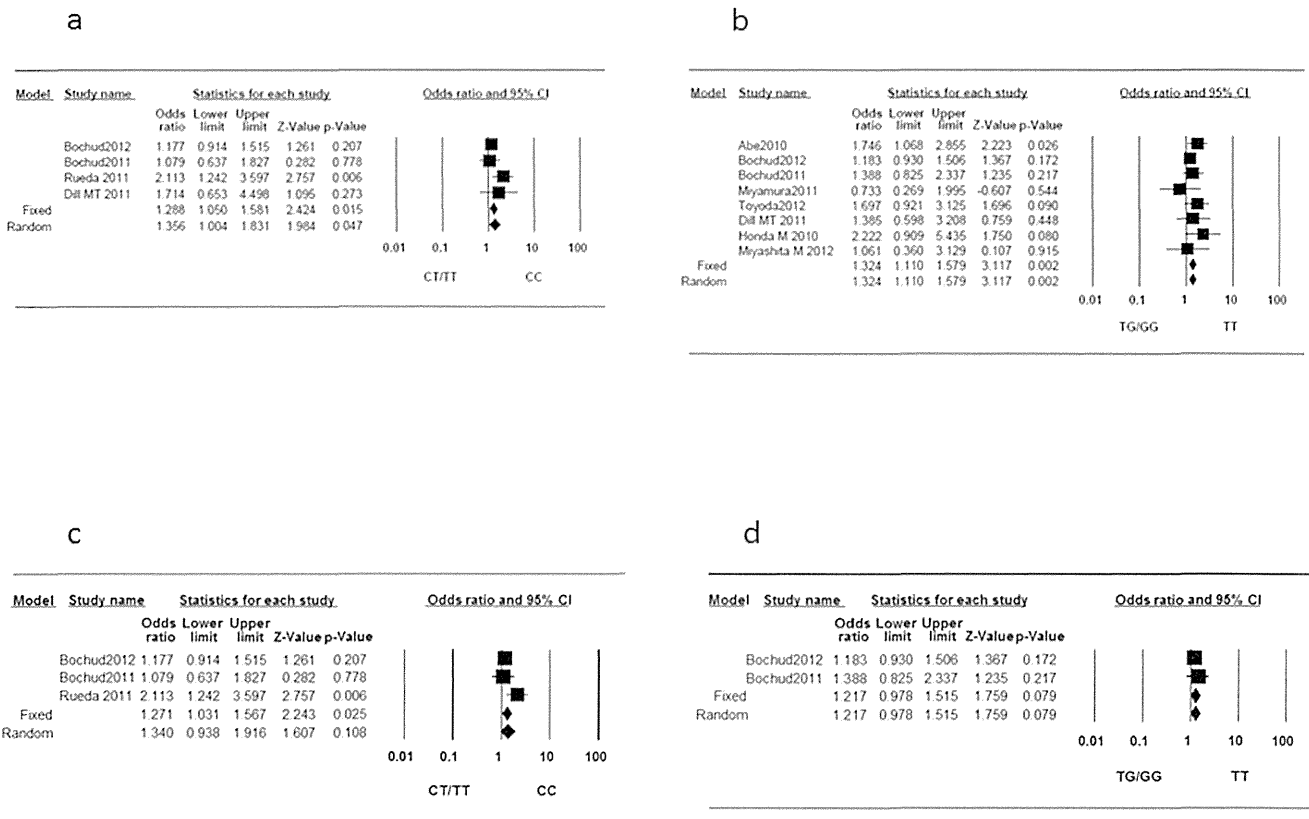 a
Model Study name Statistics for each study Odds ratio and 95% CI
Odds Lower Upper
ratio limit limit Z-Value p-Value
Bochud2012 1.177 0.914 1.515 1.261 0.207
Bochud2011 1.079 0.637 1.827 0.282 0.778
Rueda 2011 2.113 1.242 3.597 2.757 0.006
Dill MT 2011 1.714 0.653 4.498 1.095 0.273
Fixed 1.288 1.050 1.581 2.424 0.015
Random 1.356 1.004 1.831 1.984 0.047
0.01 0.1 1 10 100
CT/TT CC
b
Model Study name Statistics for each study Odds ratio and 95% CI
Odds Lower Upper
ratio limit limit Z-Value p-Value
Abe2010 1.746 1.068 2.855 2.223 0.026
Bochud2012 1.183 0.930 1.506 1.367 0.172
Bochud2011 1.388 0.825 2.337 1.235 0.217
Miyamura2011 0.733 0.269 1.995 -0.607 0.544
Toyoda2012 1.697 0.921 3.125 1.696 0.090
Dill MT 2011 1.385 0.598 3.208 0.759 0.448
Honda M 2010 2.222 0.909 5.435 1.750 0.080
Miyashita M 2012 1.061 0.360 3.129 0.107 0.915
Fixed 1.324 1.110 1.579 3.117 0.002
Random 1.324 1.110 1.579 3.117 0.002
0.01 0.1 1 10 100
TG/GG TT
c
Model Study name Statistics for each study Odds ratio and 95% CI
Odds Lower Upper
ratio limit limit Z-Value p-Value
Bochud2012 1.177 0.914 1.515 1.261 0.207
Bochud2011 1.079 0.637 1.827 0.282 0.778
Rueda 2011 2.113 1.242 3.597 2.757 0.006
Fixed 1.271 1.031 1.567 2.243 0.025
Random 1.340 0.938 1.916 1.607 0.108
0.01 0.1 1 10 100
CT/TT CC
d
Model Study name Statistics for each study Odds ratio and 95% CI
Odds Lower Upper
ratio limit limit Z-Value p-Value
Bochud2012 1.183 0.930 1.506 1.367 0.172
Bochud2011 1.388 0.825 2.337 1.235 0.217
Fixed 1.217 0.978 1.515 1.759 0.079
Random 1.217 0.978 1.515 1.759 0.079
0.01 0.1 1 10 100
TG/GG TT